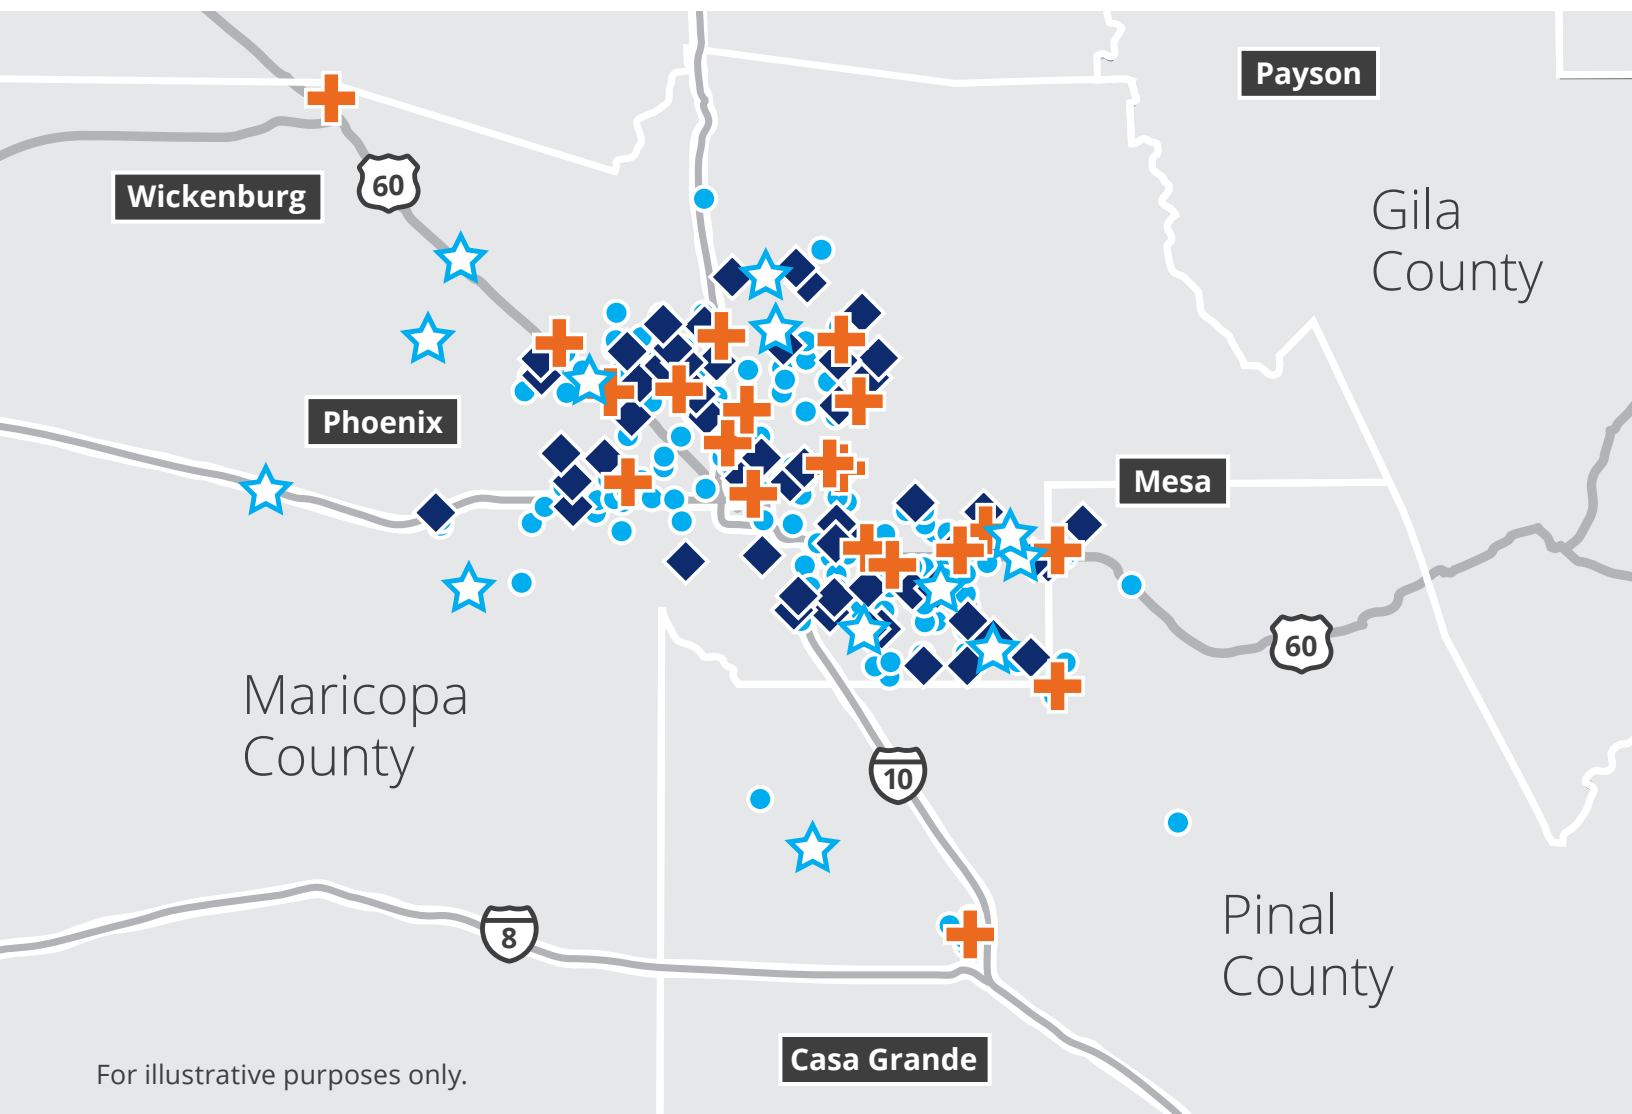 Payson
Wickenburg
60
Gila
County
Phoenix
Mesa
60
Maricopa
County
10
8
Pinal
County
Casa Grande
For illustrative purposes only.